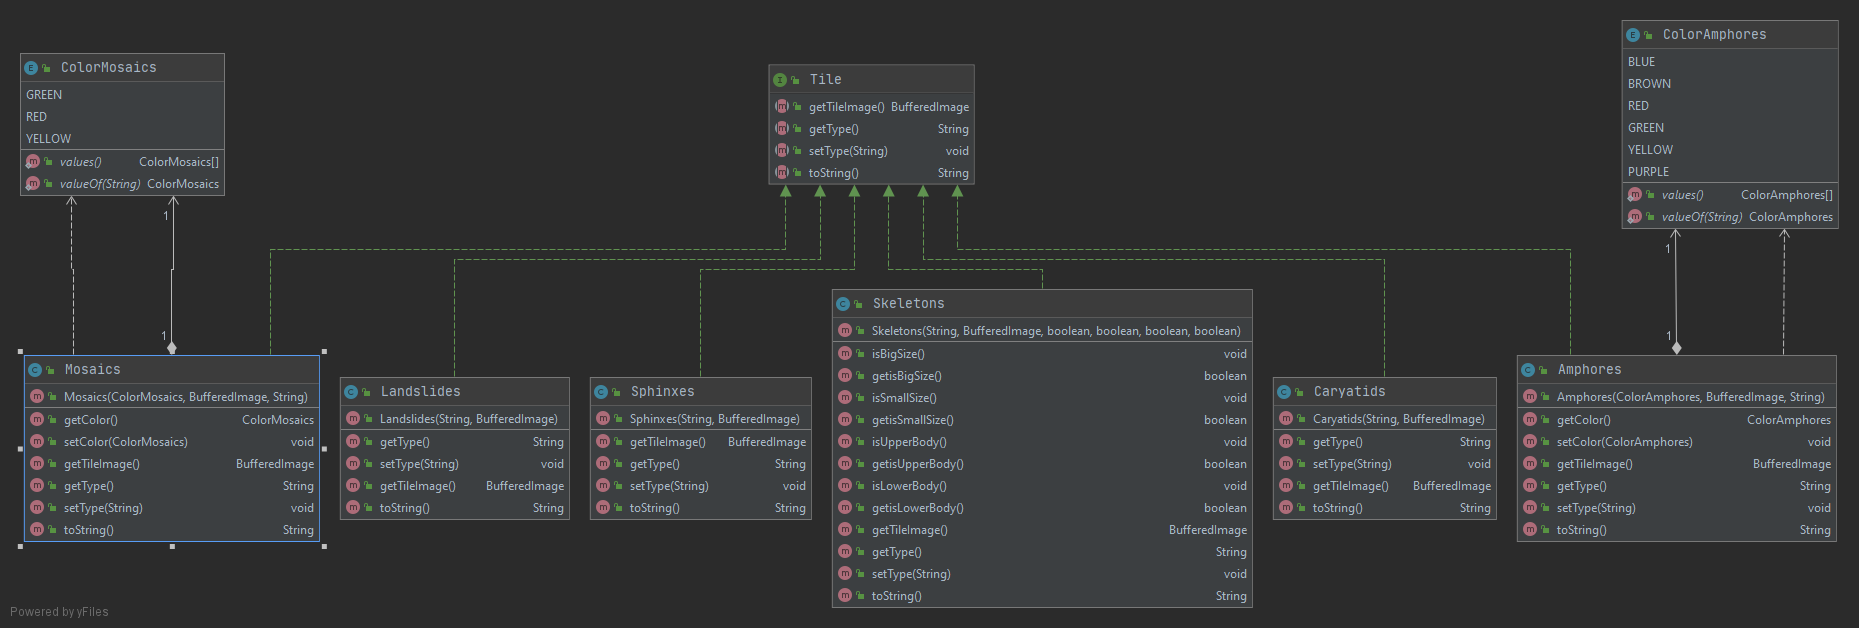 ColorMosaics
GREEN
RED
YELLOW
values() ColorMosaics[]
valueOf(String) ColorMosaics
Tile
getTileImage() BufferedImage
getType() String
setType(String) void
toString() String
ColorAmphores
BLUE
BROWN
RED
GREEN
YELLOW
PURPLE
values() ColorAmphores[]
valueOf(String) ColorAmphores
1
1
1
1
Mosaics
Mosaics(ColorMosaics, BufferedImage, String)
getColor() ColorMosaics
setColor(ColorMosaics) void
getTileImage() BufferedImage
getType() String
setType(String) void
toString() String
Landslides
Landslides(String, BufferedImage)
getType() String
setType(String) void
getTileImage() BufferedImage
toString() String
Sphinxes
Sphinxes(String, BufferedImage)
getTileImage() BufferedImage
getType() String
setType(String) void
toString() String
Skeletons
Skeletons(String, BufferedImage, boolean, boolean, boolean, boolean)
isBigSize() void
getisBigSize() boolean
isSmallSize() void
getisSmallSize() boolean
isUpperBody() void
getisUpperBody() boolean
isLowerBody() void
getisLowerBody() boolean
getTileImage() BufferedImage
getType() String
setType(String) void
toString() String
Caryatids
Caryatids(String, BufferedImage)
getType() String
setType(String) void
getTileImage() BufferedImage
toString() String
Amphores
Amphores(ColorAmphores, BufferedImage, String)
getColor() ColorAmphores
setColor(ColorAmphores) void
getTileImage() BufferedImage
getType() String
setType(String) void
toString() String
Powered by yFiles